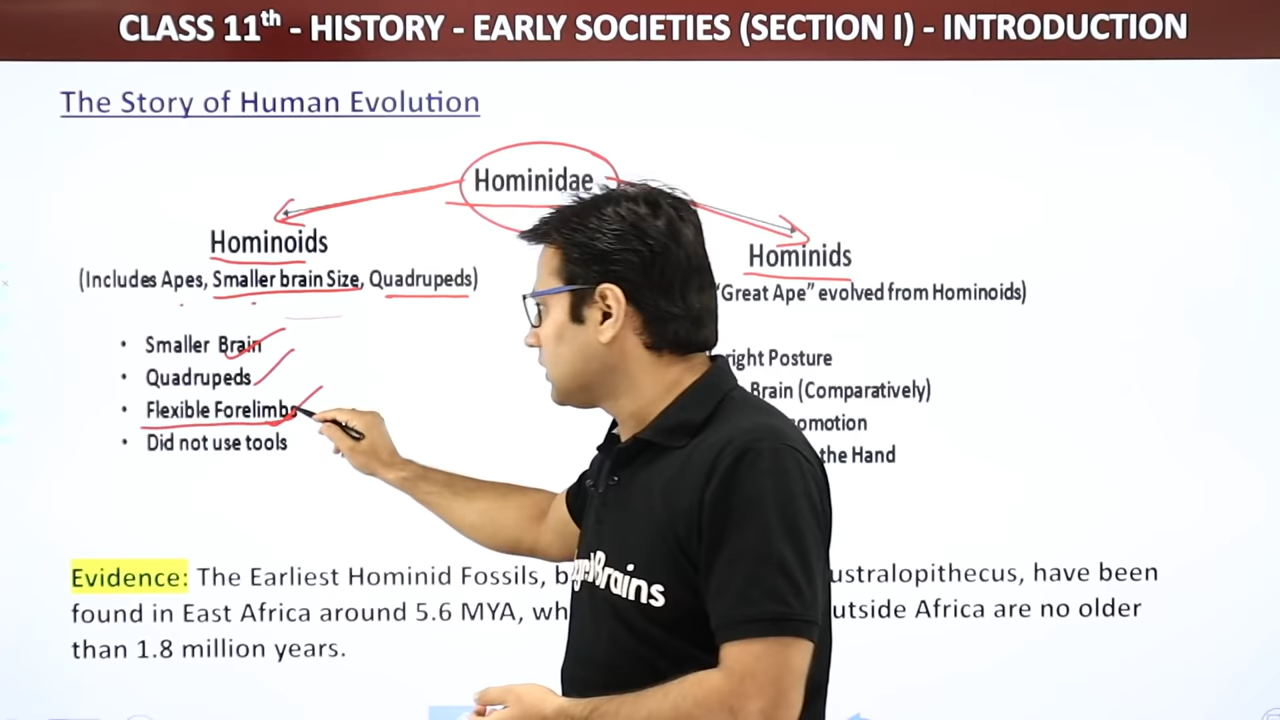 CLASS 11th - HISTORY - EARLY SOCIETIES (SECTION I) - INTRODUCTION
The Story of Human Evolution
Hominidae
Hominoids
(Includes Apes, Smaller brain Size, Quadrupeds)
• Smaller Brain
• Quadrupeds
• Flexible Forelimbs
• Did not use tools
Hominids
“Great Ape” evolved from Hominoids)
Posture
Brain (Comparatively)
the Hand
Evidence: The Earliest Hominid Fossils, have been
found in East Africa around 5.6 MYA, Africa are no older
than 1.8 million years.
Brains